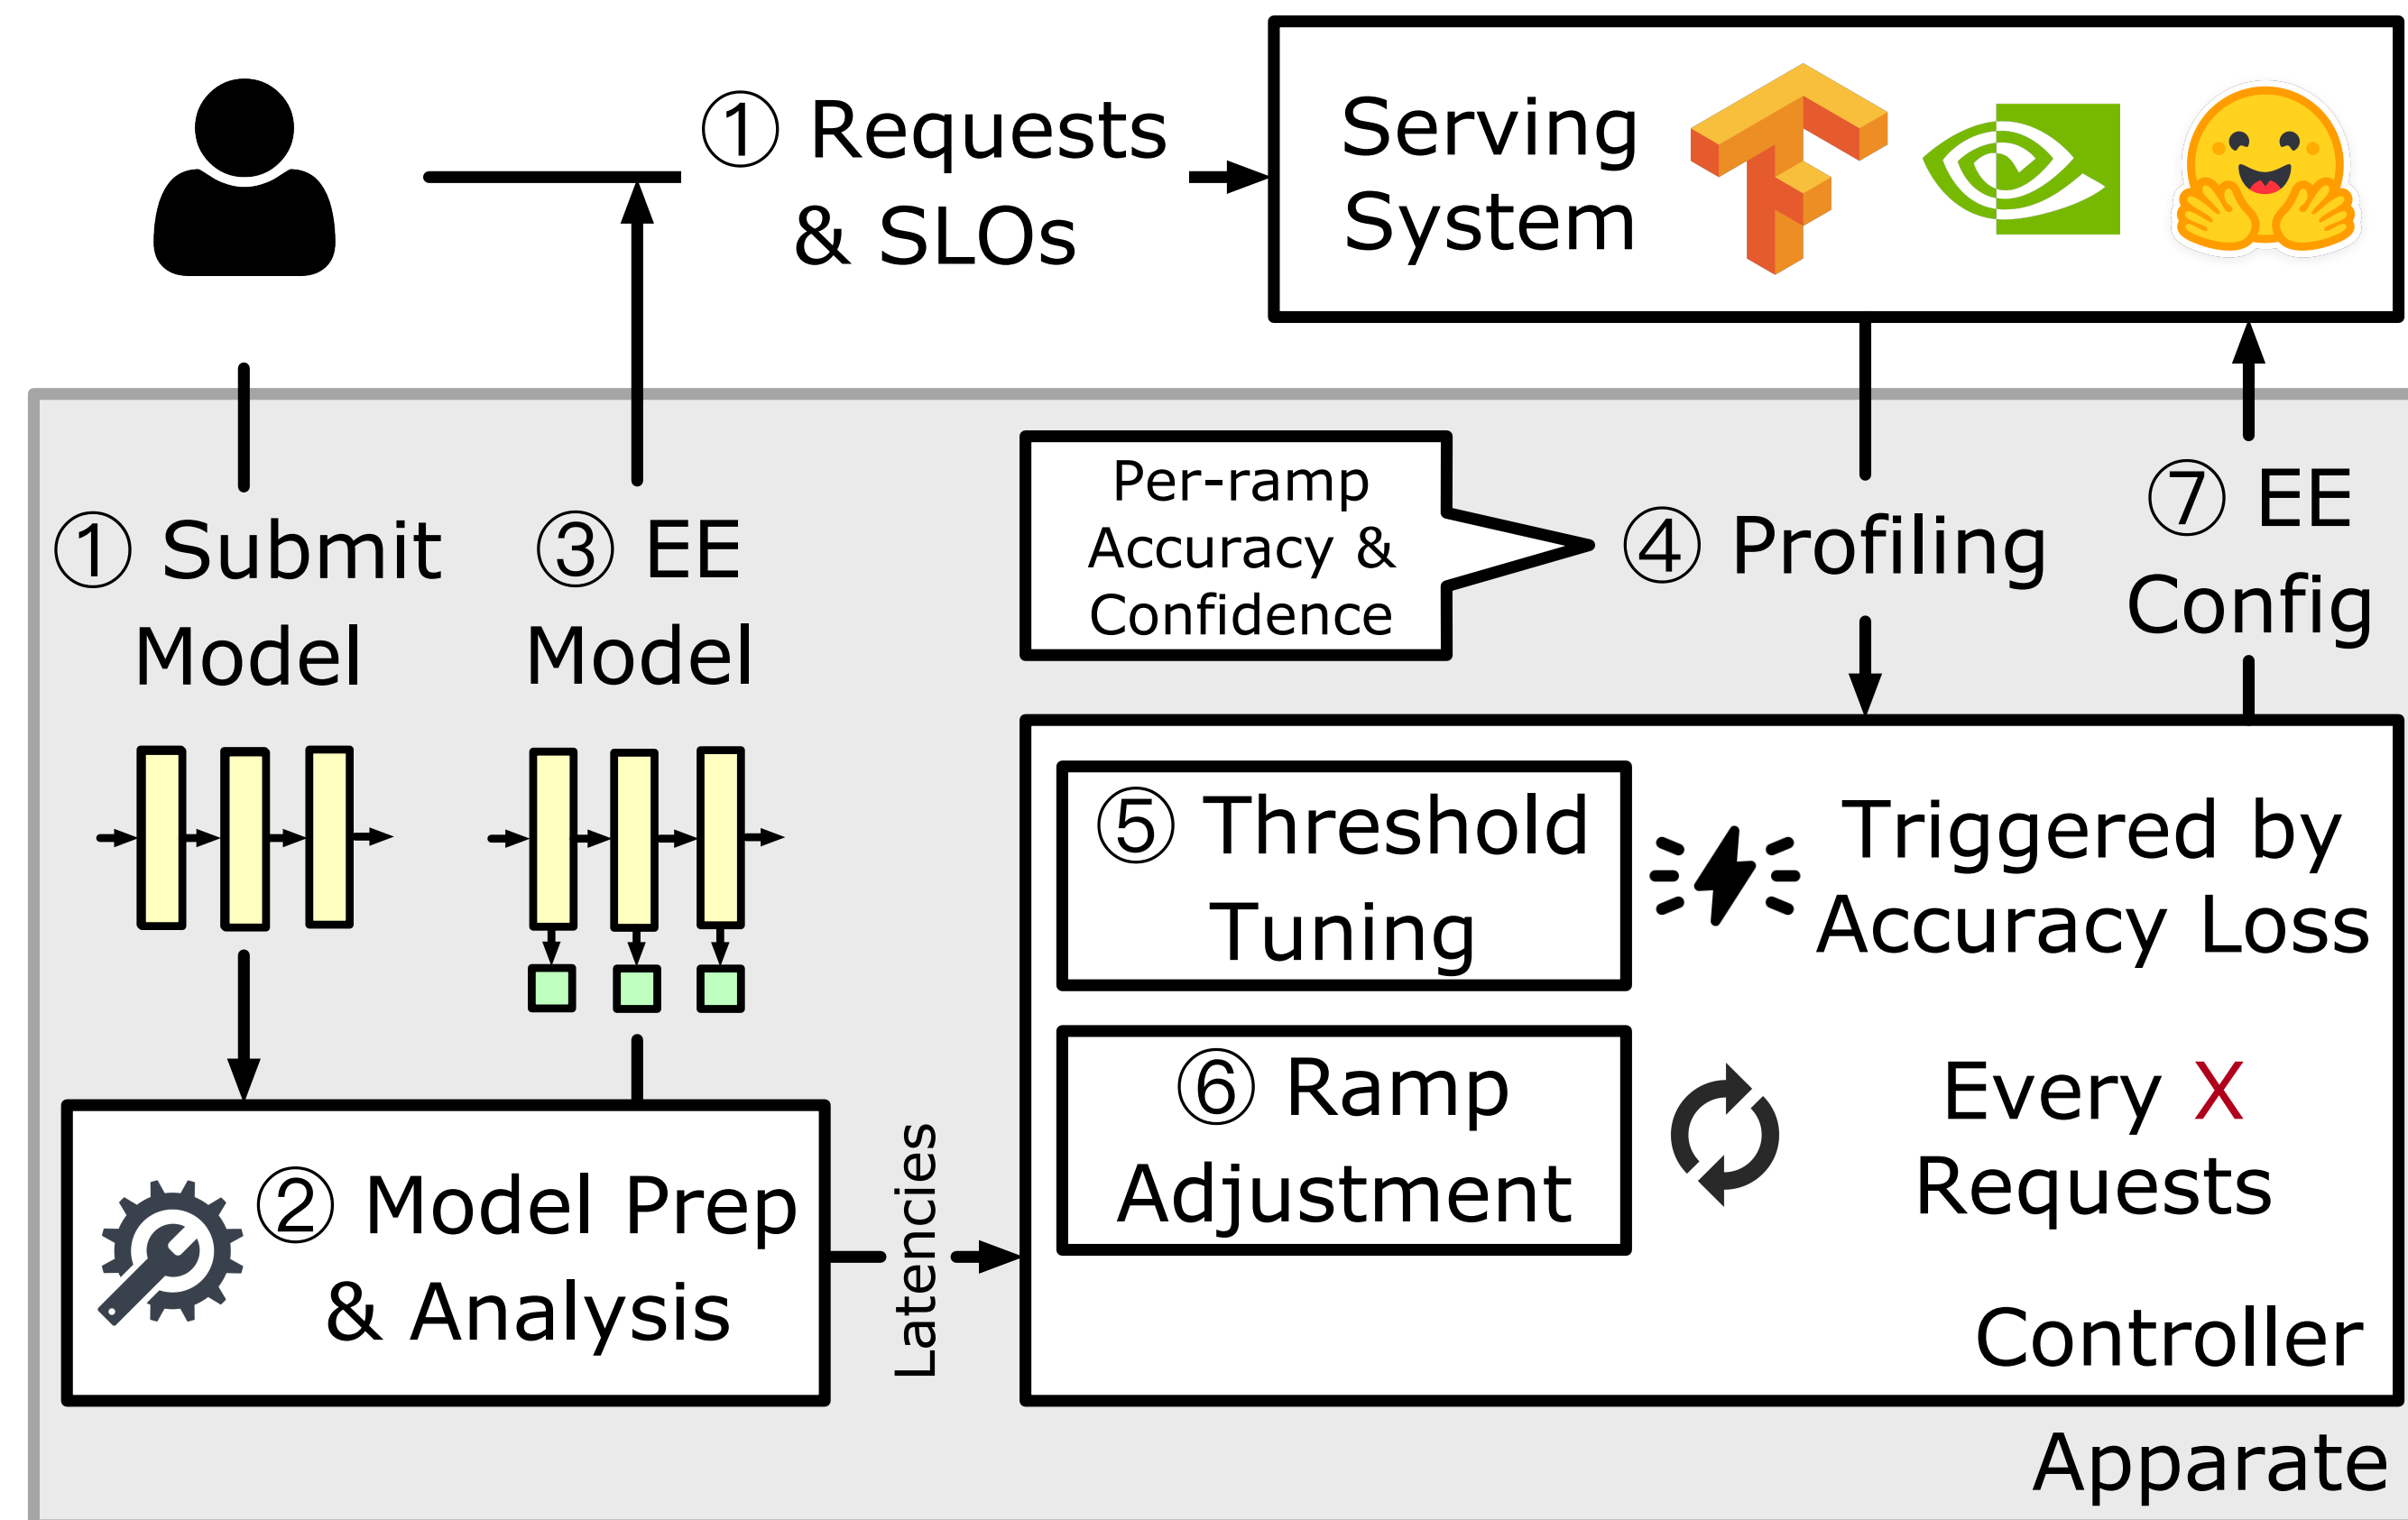 ① Requests
& SLOs
Serving
System
① Submit
Model
③ EE
Model
Per-ramp
Accuracy &
Confidence
④ Profiling
⑦ EE
Config
⑤ Threshold
Tuning
Triggered by
Accuracy Loss
⑥ Ramp
Adjustment
Every X
Requests
② Model Prep
& Analysis
Latencies
Controller
Apparate